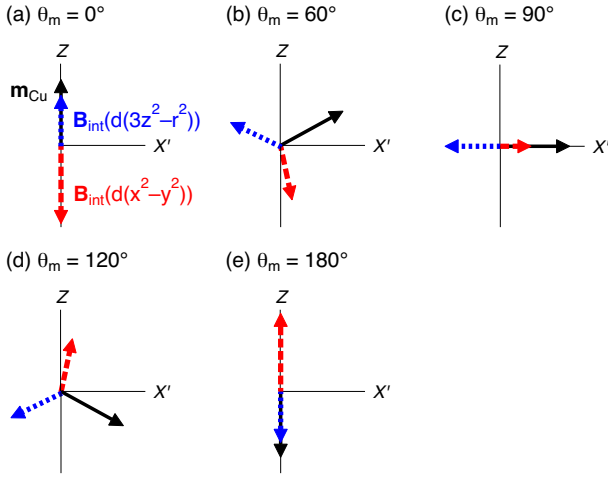 (a) θm = 0°
(b) θm = 60°
(c) θm = 90°
Z
Z
Z
mCu
Bint(d(3z²–r²))
X'
X'
X'
Bint(d(x²–y²))
(d) θm = 120°
(e) θm = 180°
Z
Z
X'
X'